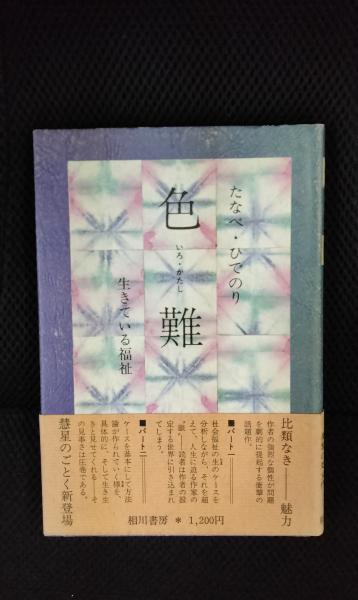 たなべ・ひでのり
色難
いろ・かたし
生きている福祉
比類なき――魅力
作者の強烈な個性が問題
を劇的に提起する衝撃の
話題作。
■パート一
社会福祉の生のケースを
分析しながら、それを超
えて、人生に迫る作家の
“眼”。読者は作者の設
定する世界に引き込まれ
てしまう。
■パート二
ケースを基本にして方法
論が作られていく様を、
具体的に、そして生き生
きと見せてくれる――そ
の見事さは圧巻である。
彗星のごとく新登場
相川書房 * 1,200円